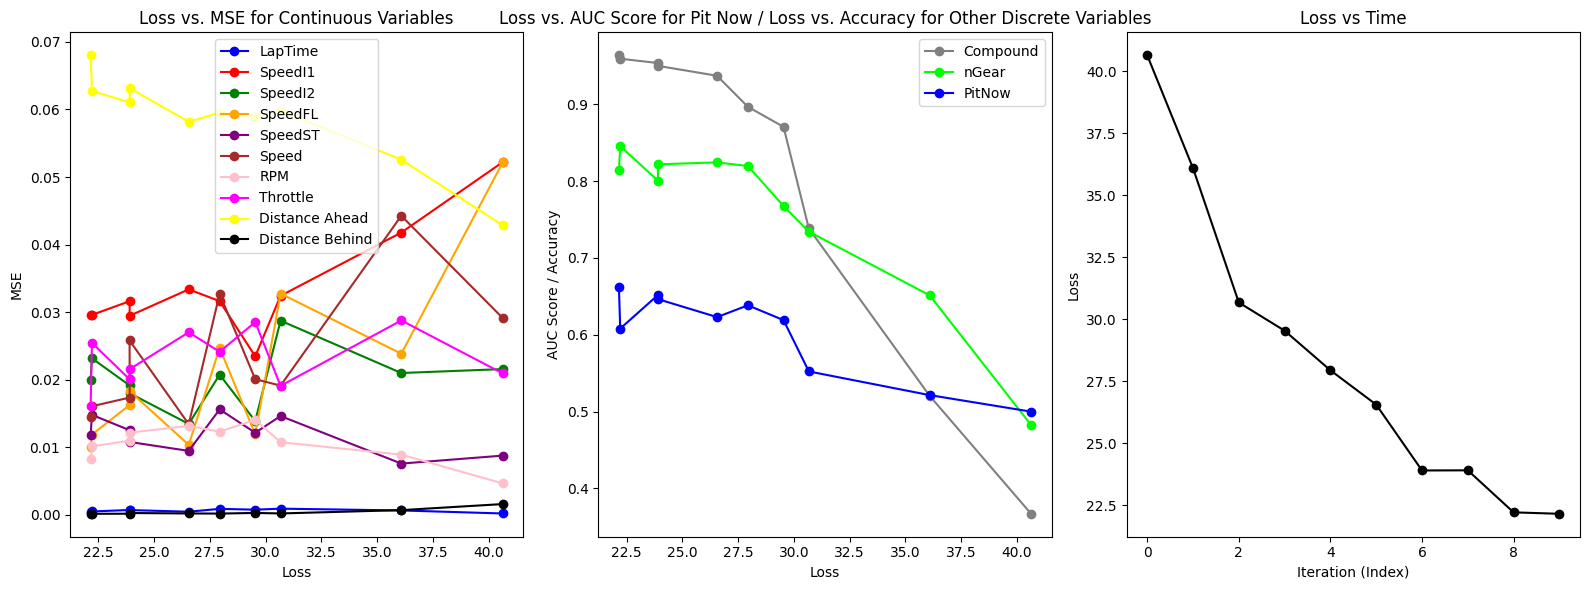 Loss vs. MSE for Continuous Variables
MSE
0.07
0.06
0.05
0.04
0.03
0.02
0.01
0.00
LapTime
SpeedI1
SpeedI2
SpeedFL
SpeedST
Speed
RPM
Throttle
Distance Ahead
Distance Behind
22.5 25.0 27.5 30.0 32.5 35.0 37.5 40.0
Loss
Loss vs. AUC Score for Pit Now / Loss vs. Accuracy for Other Discrete Variables
AUC Score / Accuracy
0.9
0.8
0.7
0.6
0.5
0.4
Compound
nGear
PitNow
22.5 25.0 27.5 30.0 32.5 35.0 37.5 40.0
Loss
Loss vs Time
Loss
40.0
37.5
35.0
32.5
30.0
27.5
25.0
22.5
0 2 4 6 8
Iteration (Index)